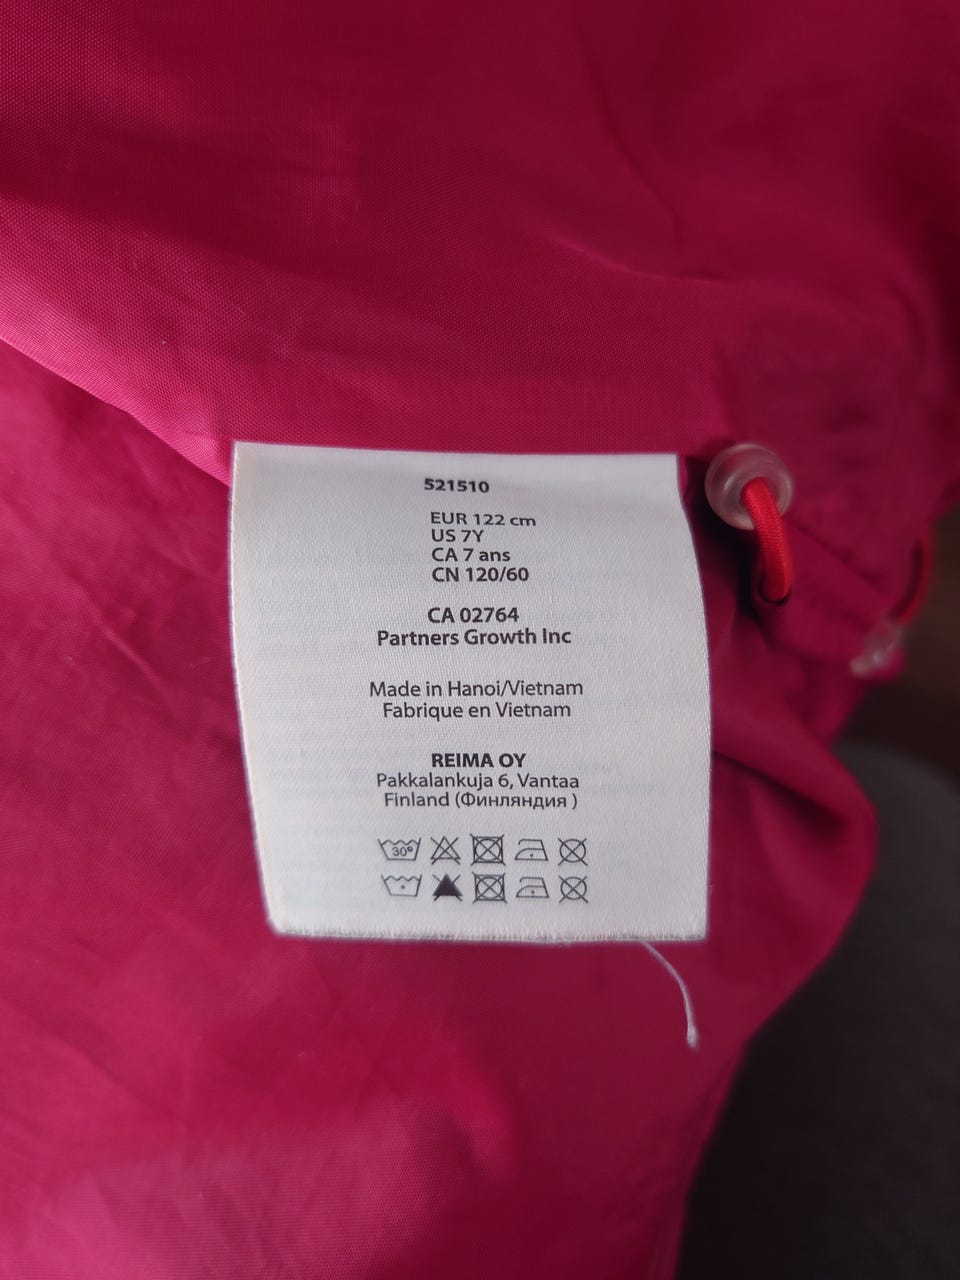 521510
EUR 122 cm
US 7Y
CA 7 ans
CN 120/60
CA 02764
Partners Growth Inc
Made in Hanoi/Vietnam
Fabrique en Vietnam
REIMA OY
Pakkalankuja 6, Vantaa
Finland (Финляндия )
30°